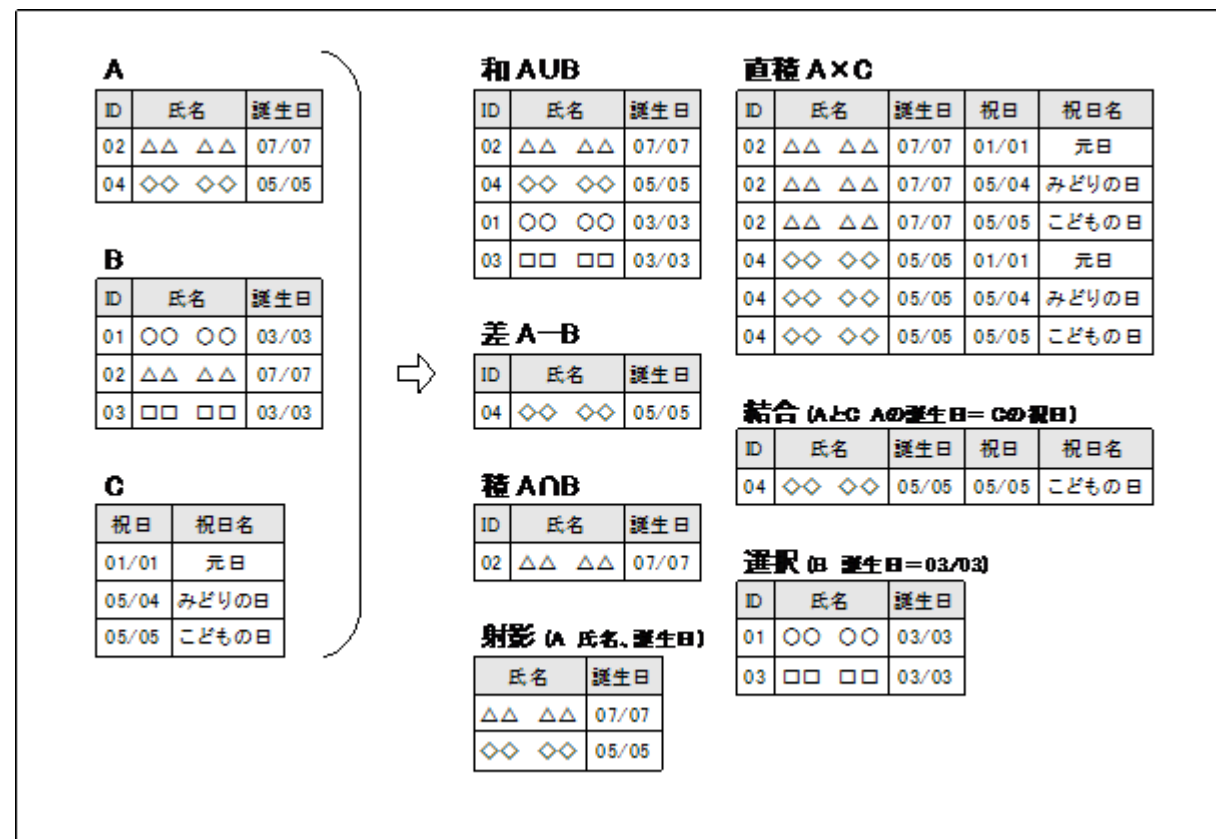 A
ID 氏名 誕生日
02 △△ △△ 07/07
04 ◇◇ ◇◇ 05/05
B
ID 氏名 誕生日
01 〇〇 〇〇 03/03
02 △△ △△ 07/07
03 □□ □□ 03/03
C
祝日 祝日名
01/01 元日
05/04 みどりの日
05/05 こどもの日
和 A∪B
ID 氏名 誕生日
02 △△ △△ 07/07
04 ◇◇ ◇◇ 05/05
01 〇〇 〇〇 03/03
03 □□ □□ 03/03
差 A―B
ID 氏名 誕生日
04 ◇◇ ◇◇ 05/05
積 A∩B
ID 氏名 誕生日
02 △△ △△ 07/07
射影 (A 氏名、誕生日)
氏名 誕生日
△△ △△ 07/07
◇◇ ◇◇ 05/05
直積 A×C
ID 氏名 誕生日 祝日 祝日名
02 △△ △△ 07/07 01/01 元日
02 △△ △△ 07/07 05/04 みどりの日
02 △△ △△ 07/07 05/05 こどもの日
04 ◇◇ ◇◇ 05/05 01/01 元日
04 ◇◇ ◇◇ 05/05 05/04 みどりの日
04 ◇◇ ◇◇ 05/05 05/05 こどもの日
結合 (AとC Aの誕生日＝Cの祝日)
ID 氏名 誕生日 祝日 祝日名
04 ◇◇ ◇◇ 05/05 05/05 こどもの日
選択 (B 誕生日＝03/03)
ID 氏名 誕生日
01 〇〇 〇〇 03/03
03 □□ □□ 03/03